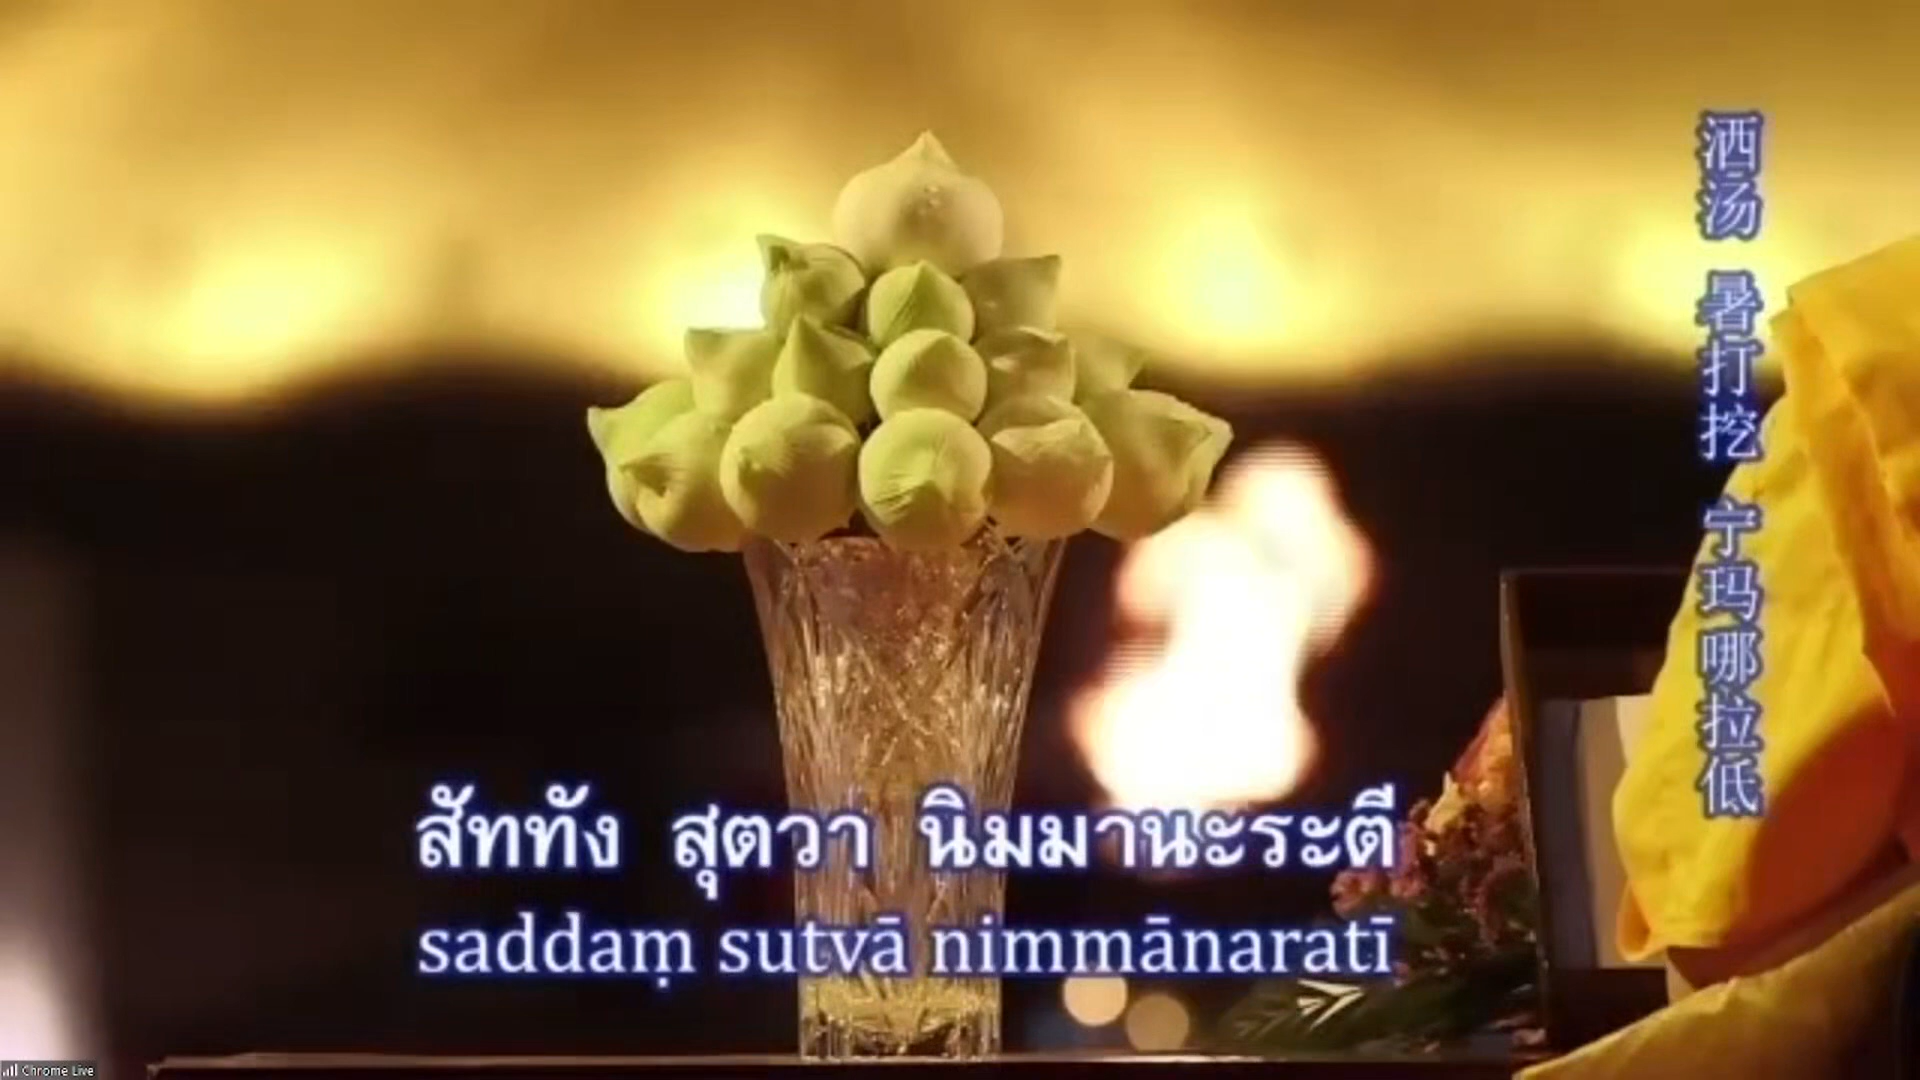 洒汤 暑打挖 宁玛哪拉低
สัททัง สุตวา นิมมานะระตี
saddaṃ sutvā nimmānaratī
Chrome Live